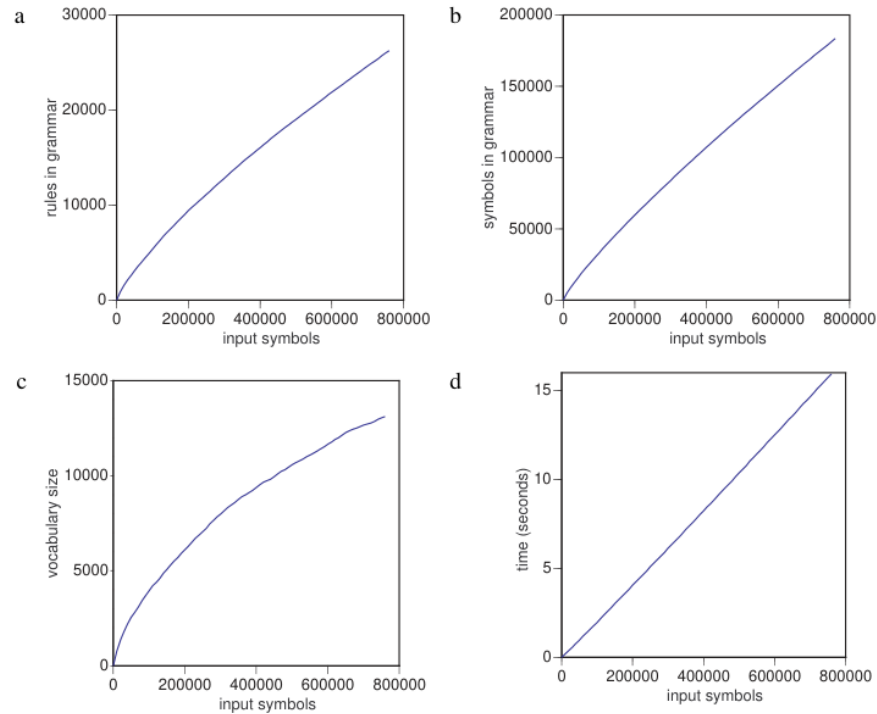 a
30000
20000
10000
0
rules in grammar
0 200000 400000 600000 800000
input symbols
b
200000
150000
100000
50000
0
symbols in grammar
0 200000 400000 600000 800000
input symbols
c
15000
10000
5000
0
vocabulary size
0 200000 400000 600000 800000
input symbols
d
15
10
5
0
time (seconds)
0 200000 400000 600000 800000
input symbols